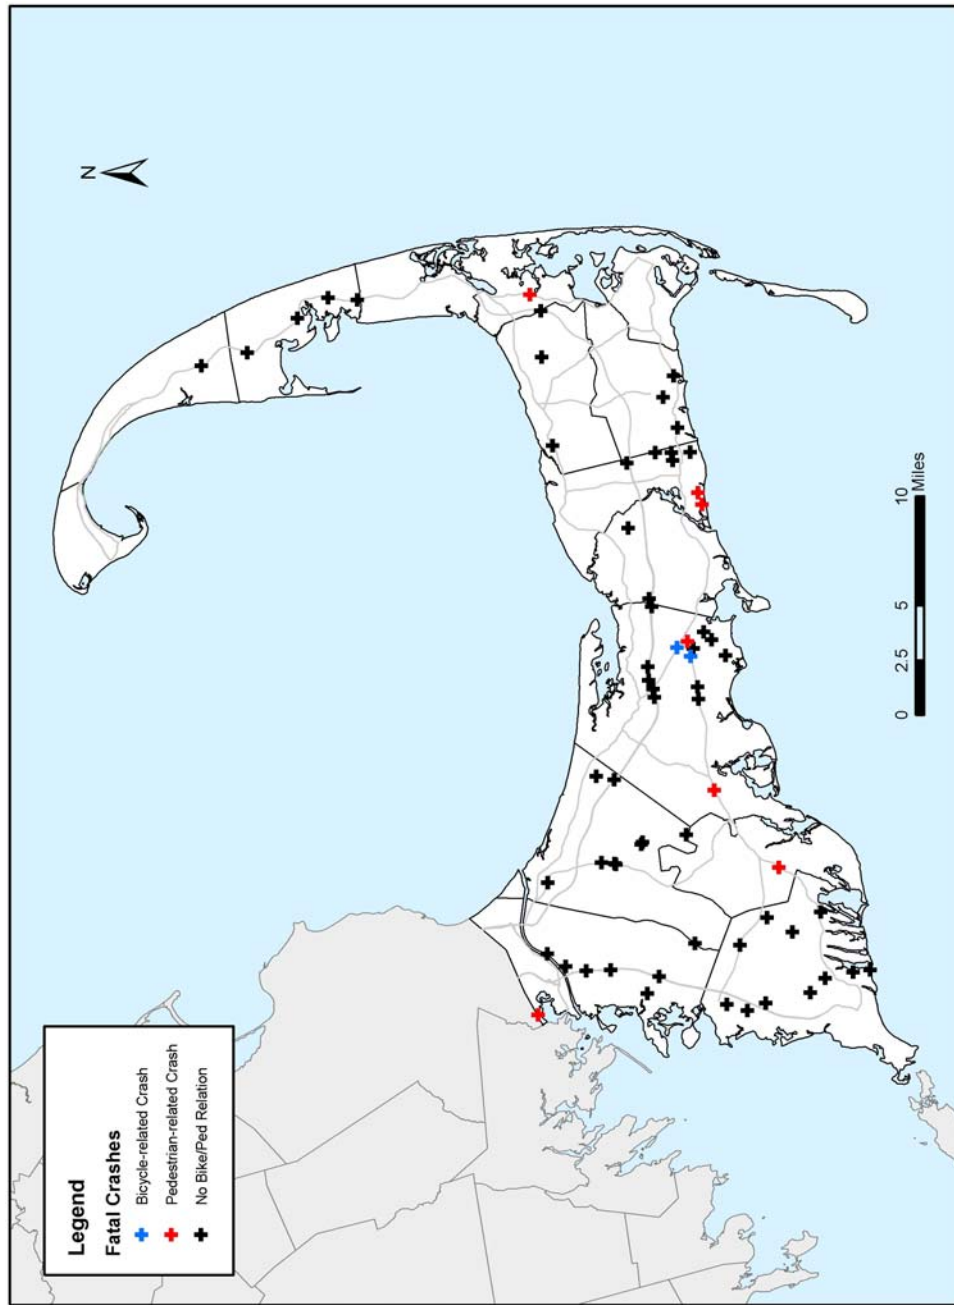 Legend
Fatal Crashes
Bicycle-related Crash
Pedestrian-related Crash
No Bike/Ped Relation
N
0 2.5 5 10
Miles